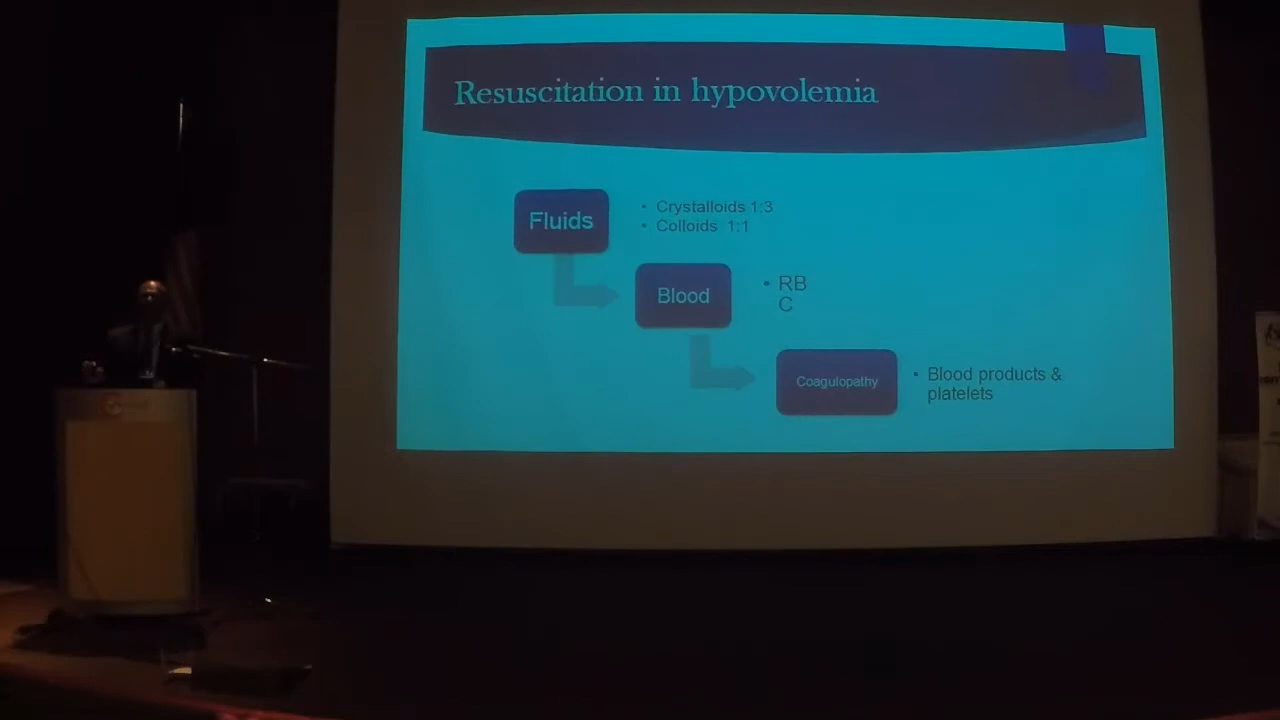 Resuscitation in hypovolemia
Fluids
• Crystalloids 1:3
• Colloids 1:1
Blood
• RB
C
Coagulopathy
• Blood products &
platelets